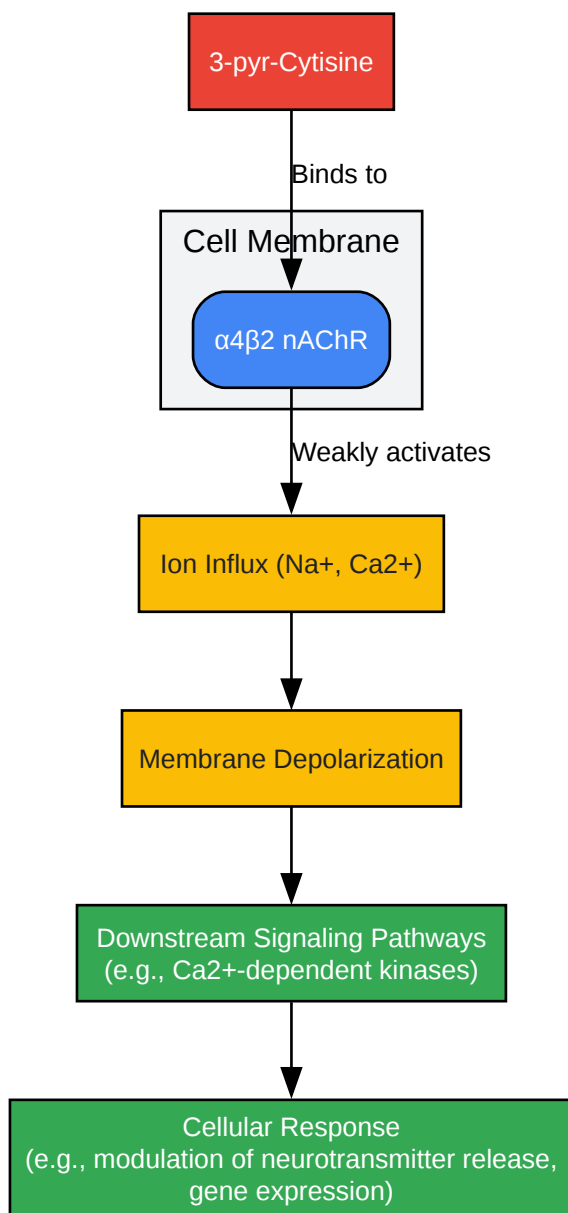 3-pyr-Cytisine
Binds to
Cell Membrane
α4β2 nAChR
Weakly activates
Ion Influx (Na+, Ca2+)
Membrane Depolarization
Downstream Signaling Pathways
(e.g., Ca2+-dependent kinases)
Cellular Response
(e.g., modulation of neurotransmitter release,
gene expression)